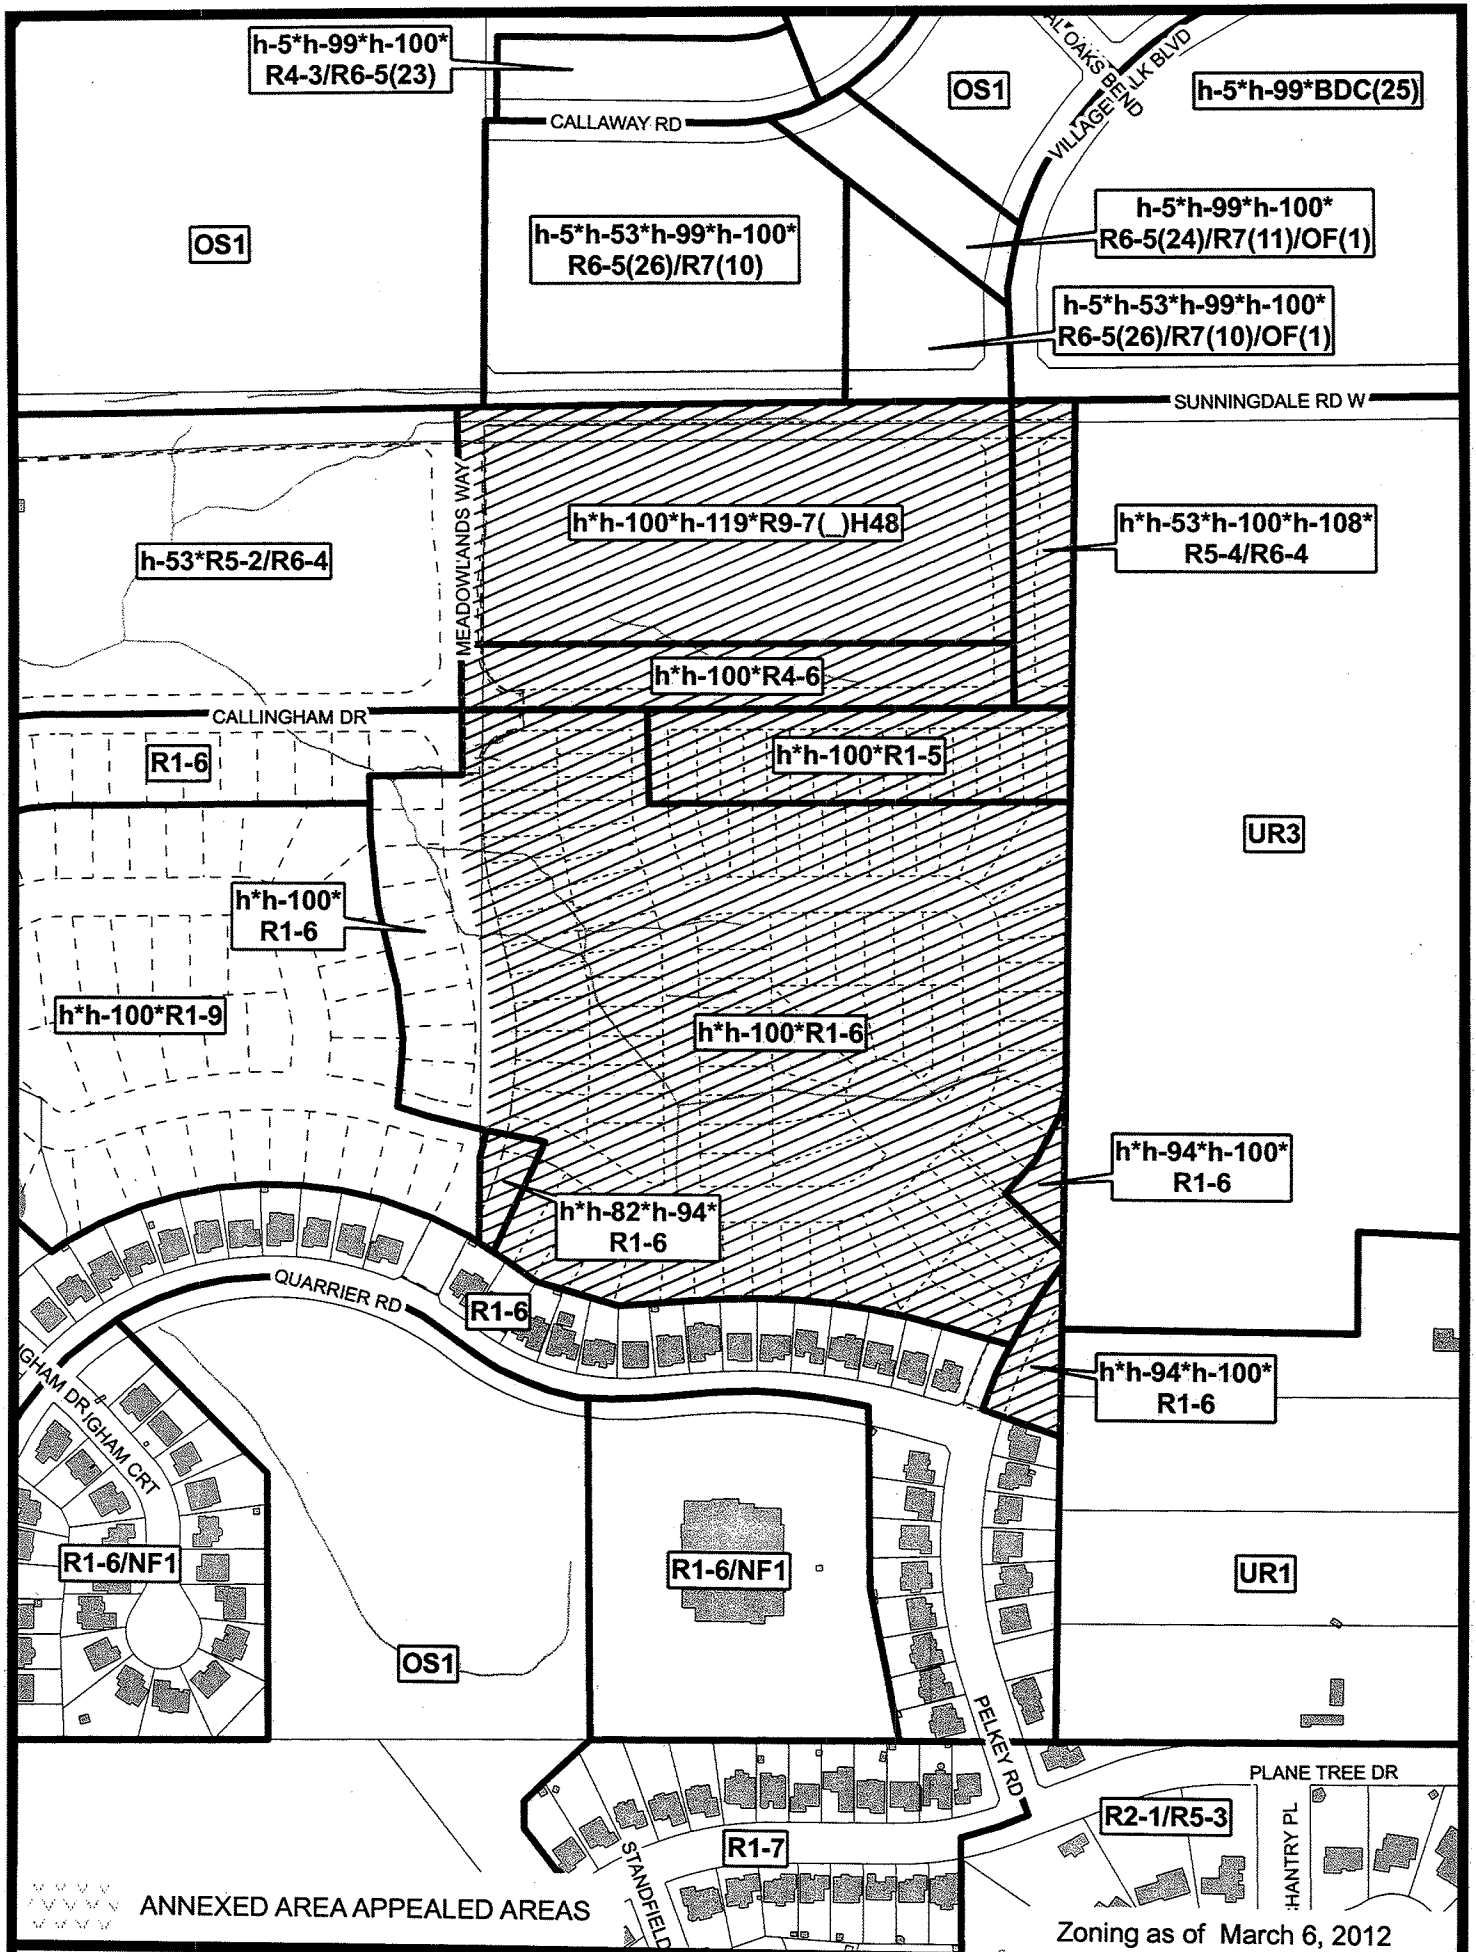 h-5*h-99*h-100*
R4-3/R6-5(23)
OS1
VILLAGE
BEND
h-5*h-99*BDC(25)
CALLAWAY RD
OS1
h-5*h-53*h-99*h-100*
R6-5(26)/R7(10)
h-5*h-99*h-100*
R6-5(24)/R7(11)/OF(1)
h-5*h-53*h-99*h-100*
R6-5(26)/R7(10)/OF(1)
SUNNINGDALE RD W
MEADOWLANDS WAY
h*h-100*h-119*R9-7(_)H48
h*h-53*h-100*h-108*
R5-4/R6-4
h-53*R5-2/R6-4
h*h-100*R4-6
CALLINGHAM DR
R1-6
h*h-100*R1-5
UR3
h*h-100*
R1-6
h*h-100*R1-9
h*h-100*R1-6
h*h-94*h-100*
R1-6
h*h-82*h-94*
R1-6
QUARRIER RD
R1-6
h*h-94*h-100*
R1-6
IGHAM DR
IGHAM CRT
R1-6/NF1
R1-6/NF1
UR1
OS1
PELKEY RD
PLANE TREE DR
R2-1/R5-3
HANTRY PL
R1-7
STANDFIELD
ANNEXED AREA APPEALED AREAS
Zoning as of March 6, 2012